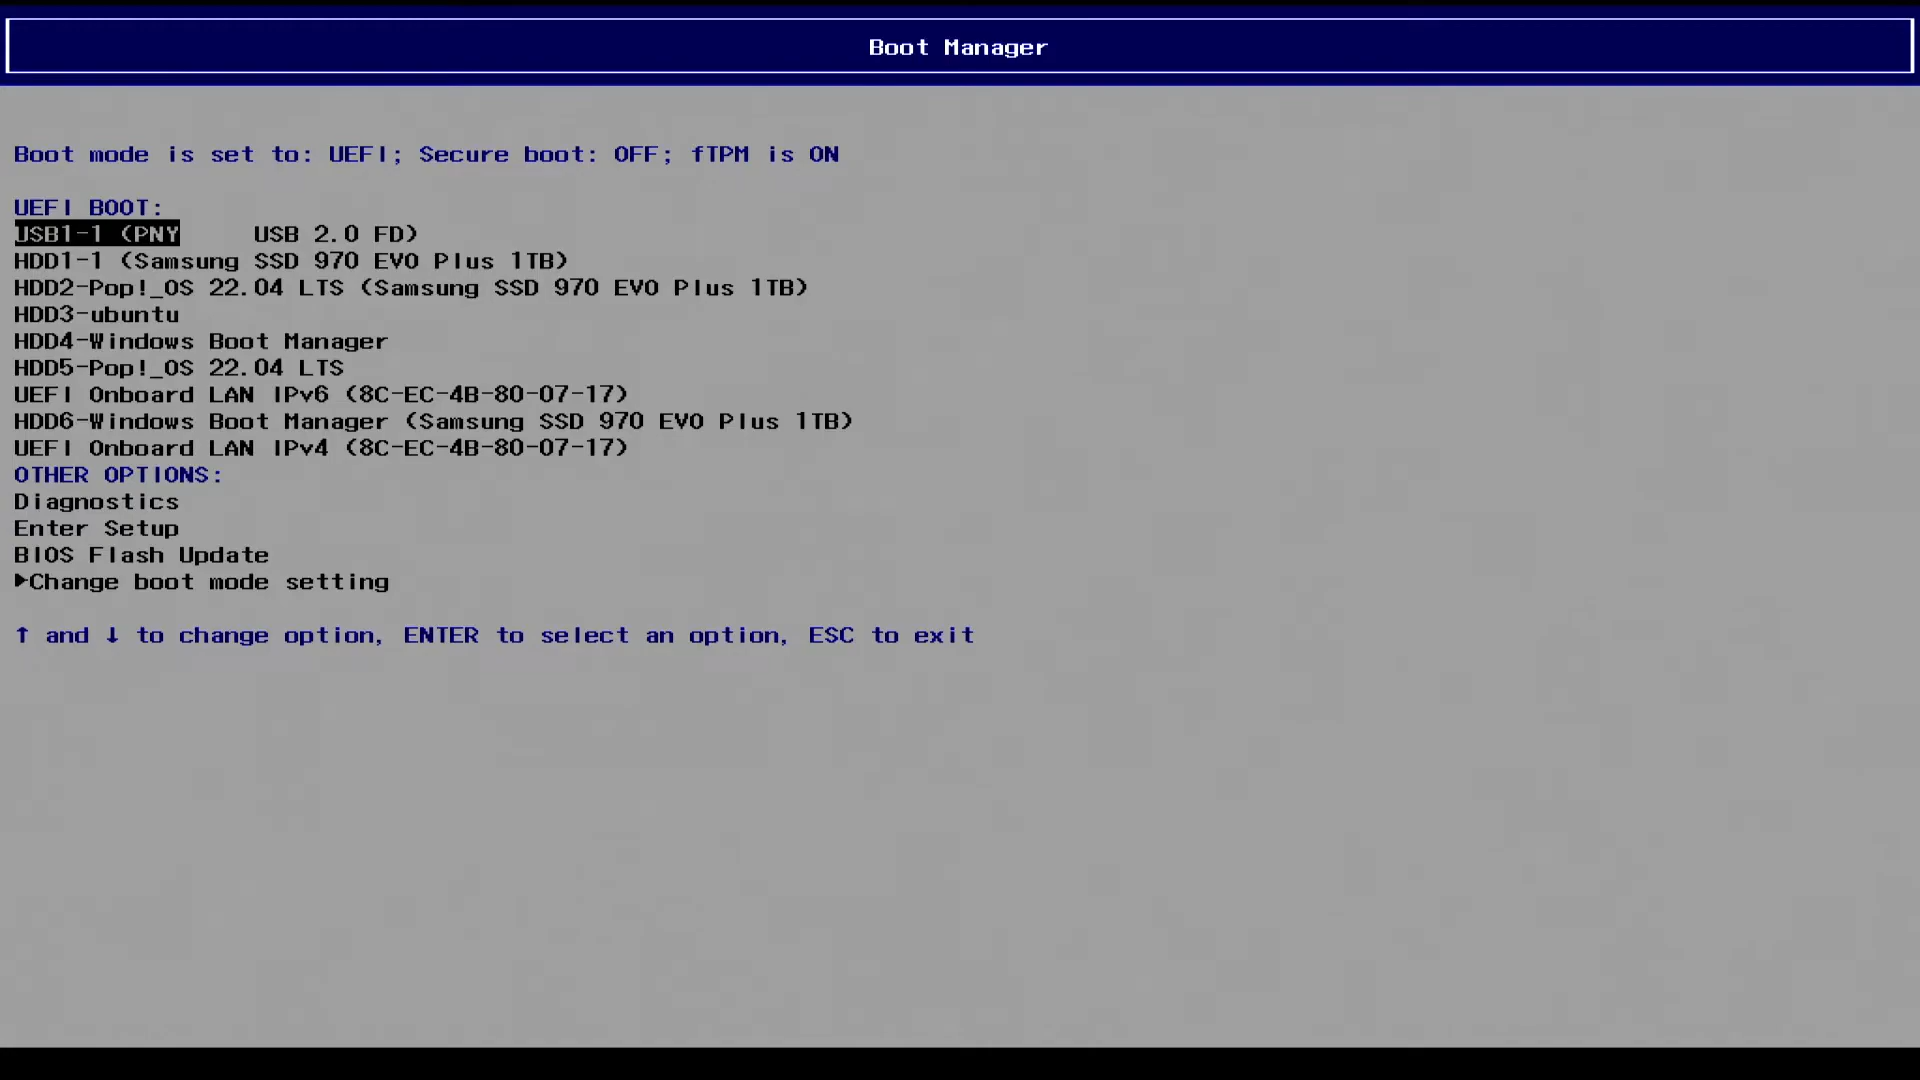 Boot Manager
Boot mode is set to: UEFI; Secure boot: OFF; fTPM is ON
UEFI BOOT:
USB1-1 (PNY     USB 2.0 FD)
HDD1-1 (Samsung SSD 970 EVO Plus 1TB)
HDD2-Pop!_OS 22.04 LTS (Samsung SSD 970 EVO Plus 1TB)
HDD3-ubuntu
HDD4-Windows Boot Manager
HDD5-Pop!_OS 22.04 LTS
UEFI Onboard LAN IPv6 (8C-EC-4B-80-07-17)
HDD6-Windows Boot Manager (Samsung SSD 970 EVO Plus 1TB)
UEFI Onboard LAN IPv4 (8C-EC-4B-80-07-17)
OTHER OPTIONS:
Diagnostics
Enter Setup
BIOS Flash Update
▶Change boot mode setting
↑ and ↓ to change option, ENTER to select an option, ESC to exit